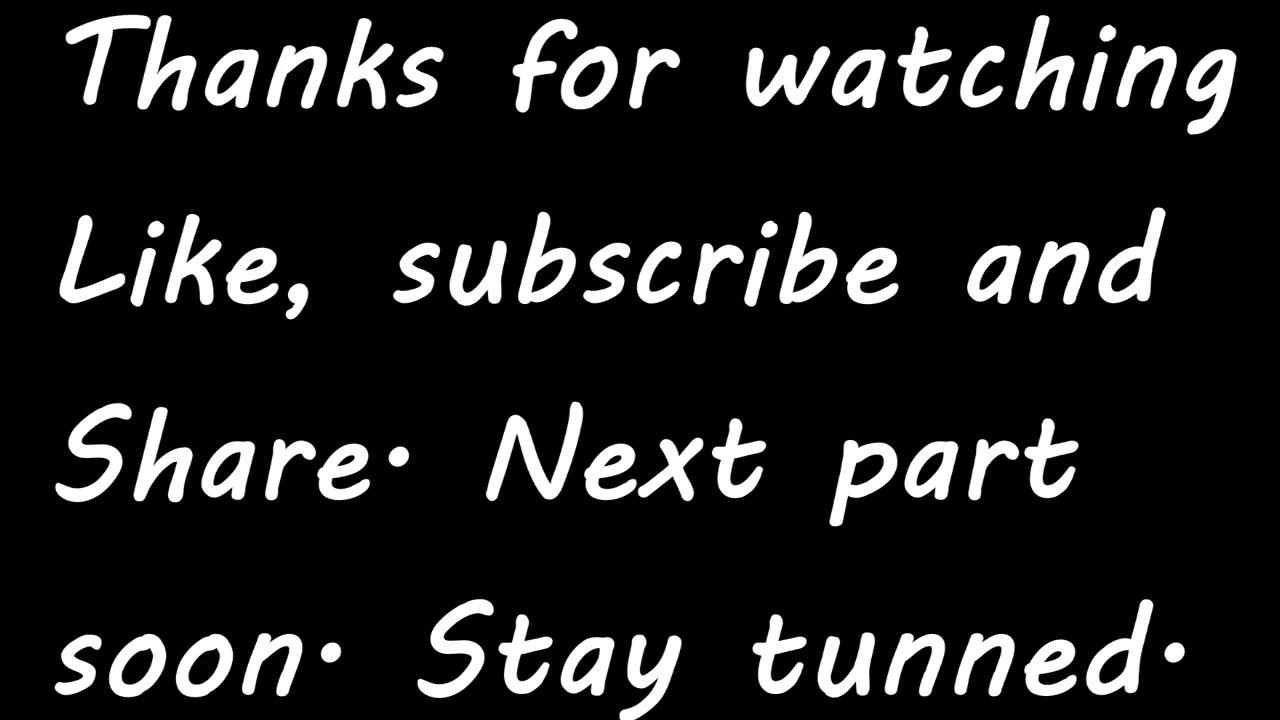 Thanks for watching
Like, subscribe and
Share. Next part
soon. Stay tunned.